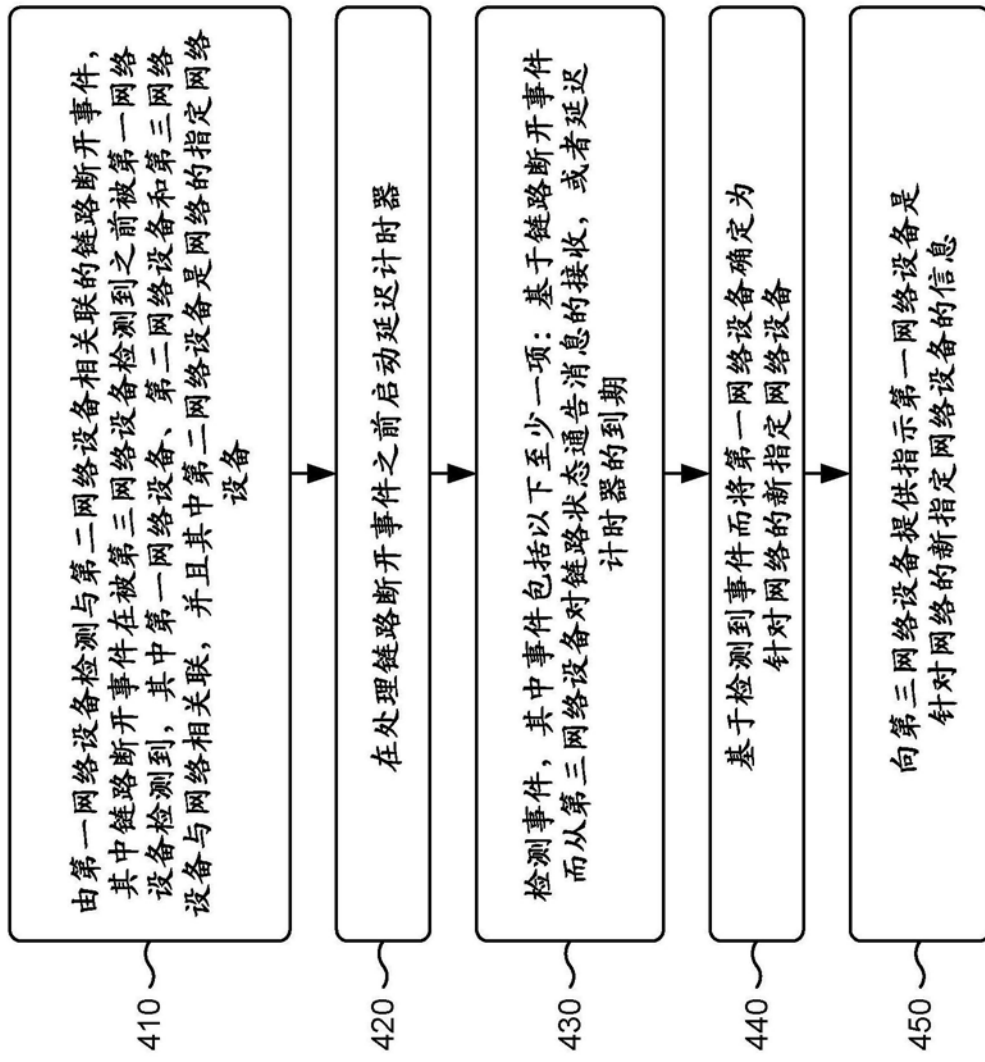 410
由第一网络设备检测与第二网络设备相关联的链路断开事件，
其中链路断开事件在被第三网络设备检测到之前被第一网络
设备检测到，其中第一网络设备、第二网络设备和第三网络
设备与网络相关联，并且其中第二网络设备是网络的指定网络
设备
420
在处理链路断开事件之前启动延迟计时器
430
检测事件，其中事件包括以下至少一项：基于链路断开事件
而从第三网络设备对链路状态通告消息的接收，或者延迟
计时器的到期
440
基于检测到事件而将第一网络设备确定为
针对网络的新指定网络设备
450
向第三网络设备提供指示第一网络设备是
针对网络的新指定网络设备的信息